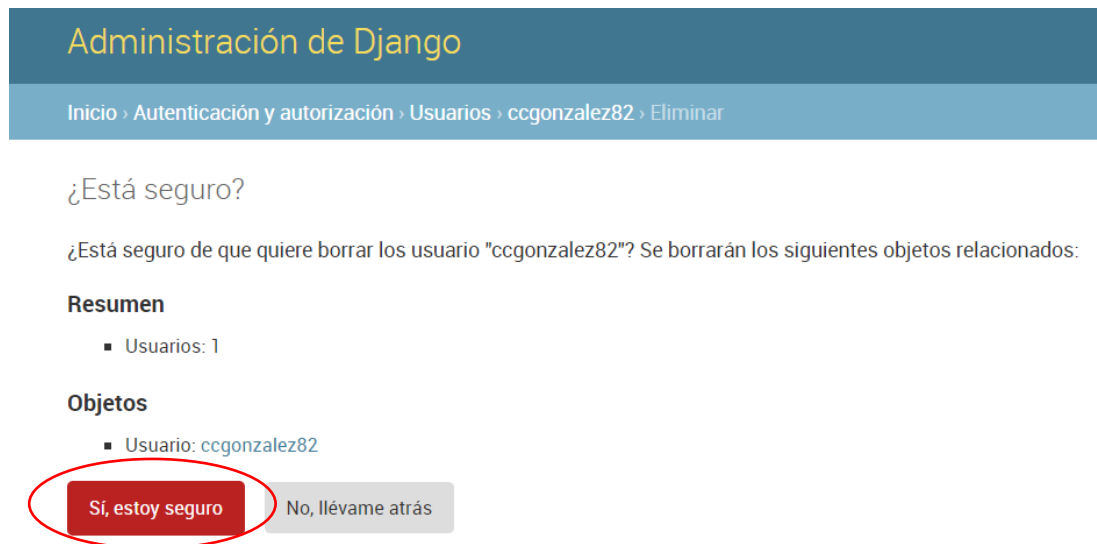 Administración de Django
Inicio › Autenticación y autorización › Usuarios › ccgonzalez82 › Eliminar
¿Está seguro?
¿Está seguro de que quiere borrar los usuario "ccgonzalez82"? Se borrarán los siguientes objetos relacionados:
Resumen
▪ Usuarios: 1
Objetos
▪ Usuario: ccgonzalez82
Sí, estoy seguro No, llévame atrás